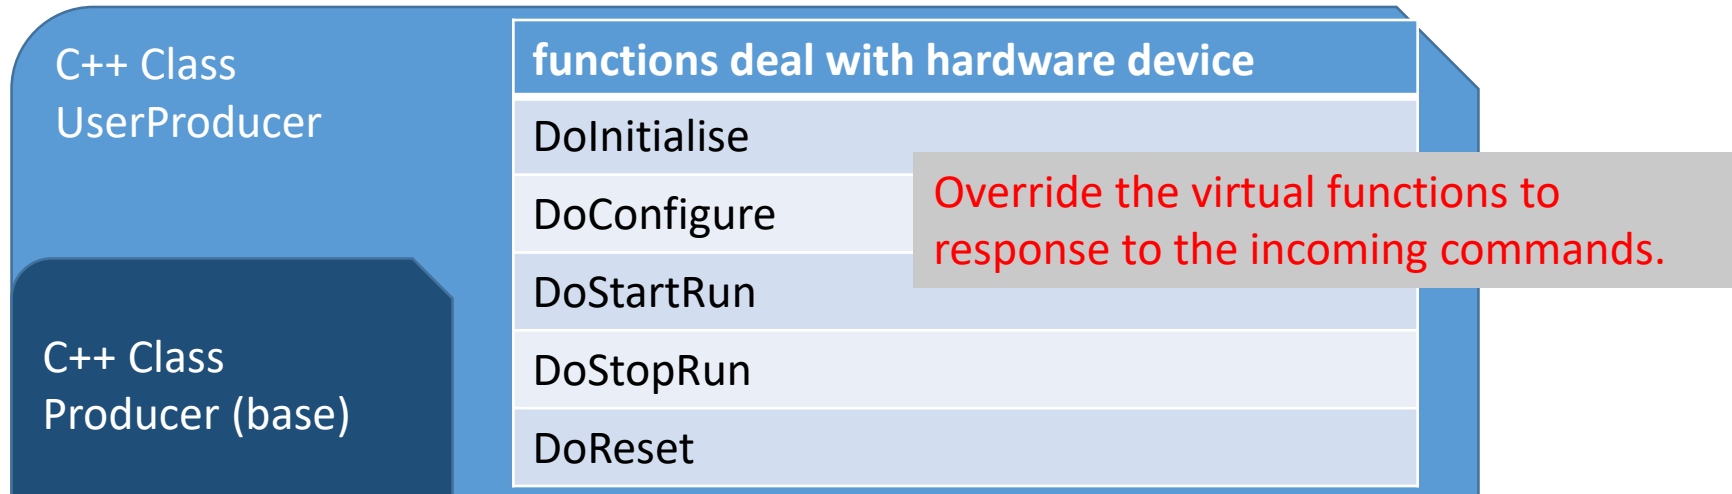 C++ Class
UserProducer
functions deal with hardware device
DoInitialise
DoConfigure
Override the virtual functions to
response to the incoming commands.
DoStartRun
DoStopRun
DoReset
C++ Class
Producer (base)